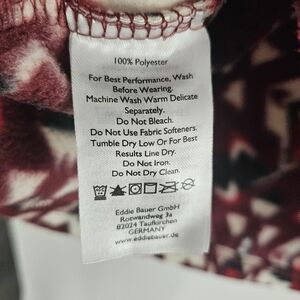 100% Polyester
For Best Performance, Wash
Before Wearing.
Machine Wash Warm Delicate
Separately.
Do Not Bleach.
Do Not Use Fabric Softeners.
Tumble Dry Low Or For Best
Results Line Dry.
Do Not Iron.
Do Not Dry Clean.
Eddie Bauer GmbH
Rotwandweg 3a
82024 Taufkirchen
GERMANY
www.eddiebauer.de